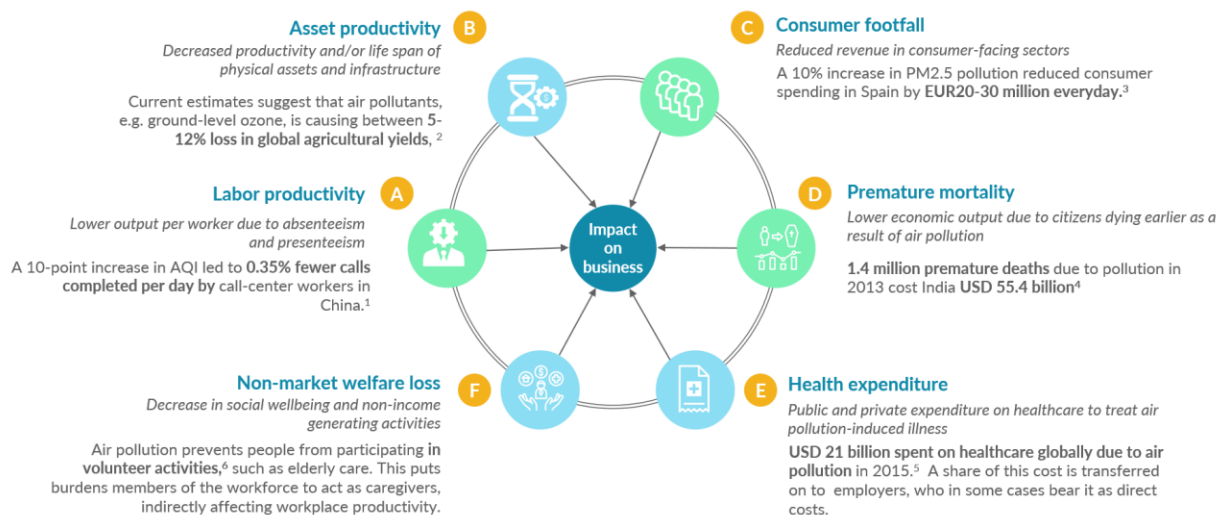 Asset productivity
B
Decreased productivity and/or life span of
physical assets and infrastructure
Current estimates suggest that air pollutants,
e.g. ground-level ozone, is causing between 5-
12% loss in global agricultural yields, ²
C
Consumer footfall
Reduced revenue in consumer-facing sectors
A 10% increase in PM2.5 pollution reduced consumer
spending in Spain by EUR20-30 million everyday.³
Labor productivity
A
Lower output per worker due to absenteeism
and presenteeism
A 10-point increase in AQI led to 0.35% fewer calls
completed per day by call-center workers in
China.¹
Impact
on
business
D
Premature mortality
Lower economic output due to citizens dying earlier as a
result of air pollution
1.4 million premature deaths due to pollution in
2013 cost India USD 55.4 billion⁴
Non-market welfare loss
F
Decrease in social wellbeing and non-income
generating activities
Air pollution prevents people from participating in
volunteer activities,⁶ such as elderly care. This puts
burdens members of the workforce to act as caregivers,
indirectly affecting workplace productivity.
E
Health expenditure
Public and private expenditure on healthcare to treat air
pollution-induced illness
USD 21 billion spent on healthcare globally due to air
pollution in 2015.⁵ A share of this cost is transferred
on to employers, who in some cases bear it as direct
costs.